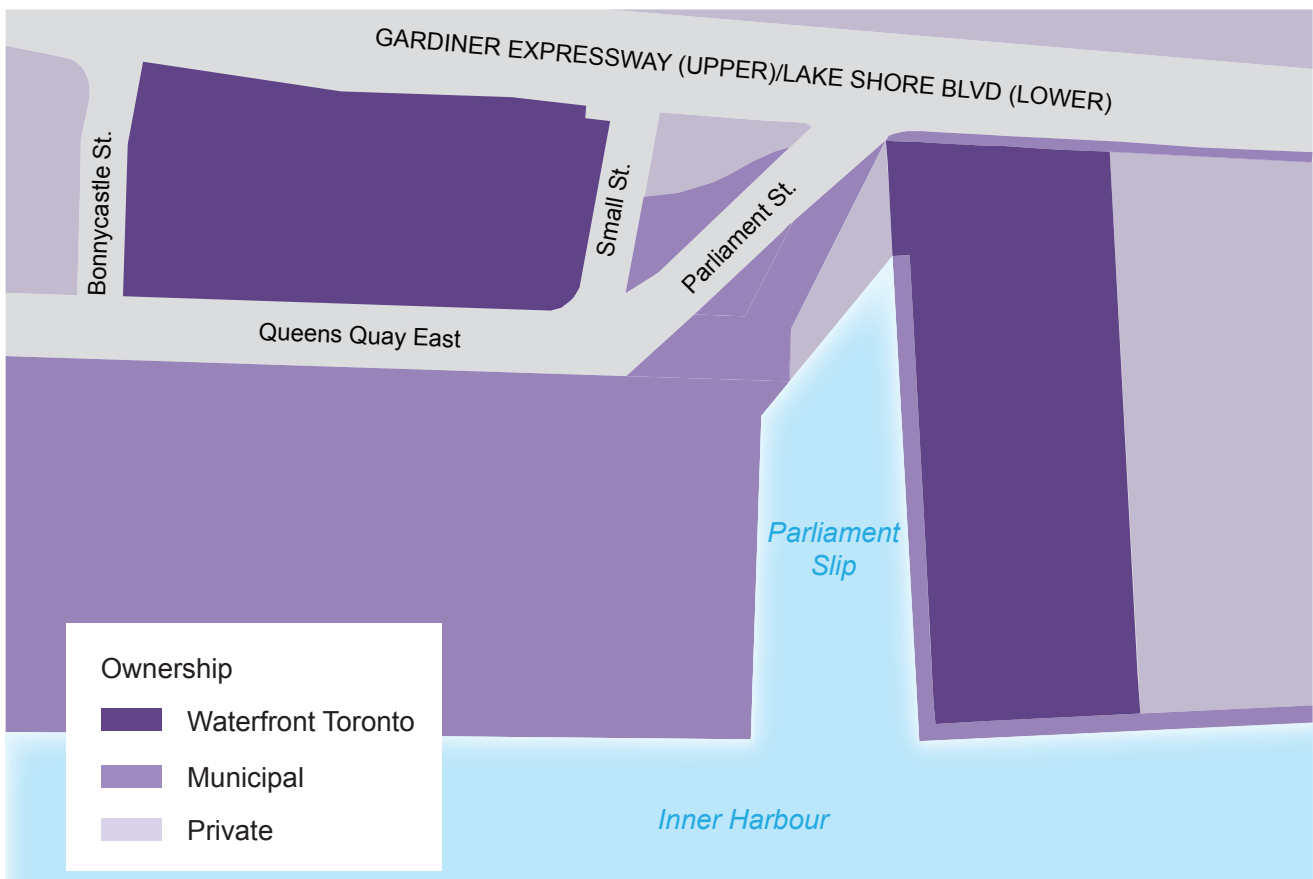 GARDINER EXPRESSWAY (UPPER)/LAKE SHORE BLVD (LOWER)
Bonnycastle St.
Small St.
Parliament St.
Queens Quay East
Parliament
Slip
Ownership
Waterfront Toronto
Municipal
Private
Inner Harbour